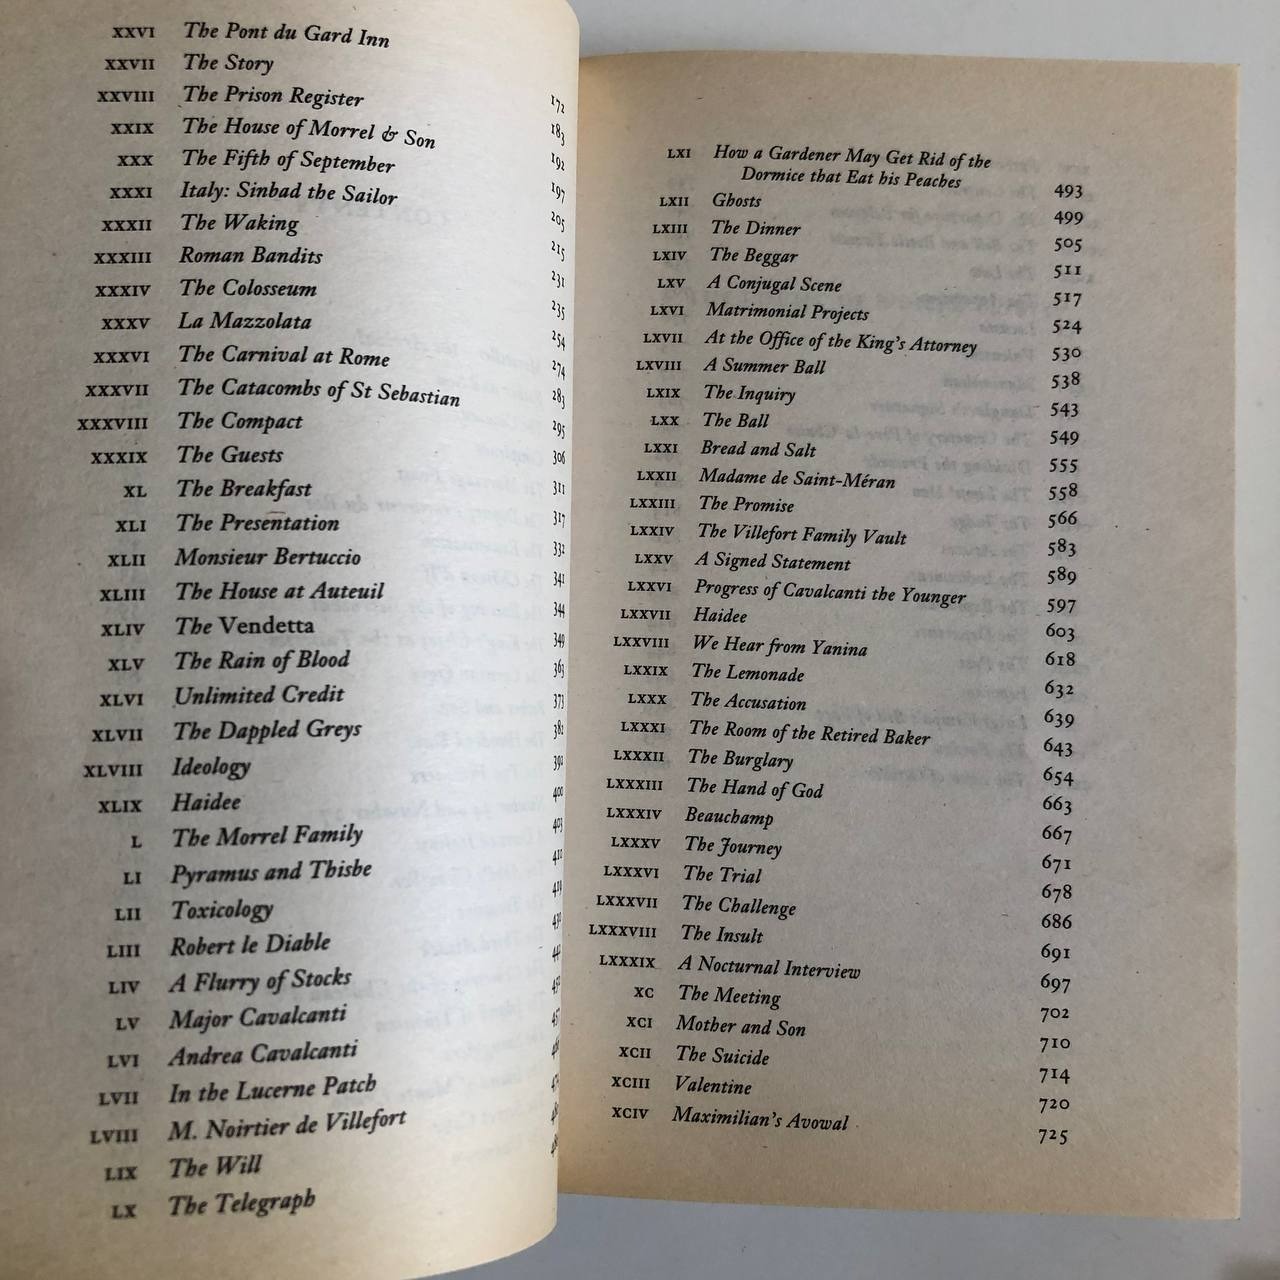 XXVI The Pont du Gard Inn 172
XXVII The Story 183
XXVIII The Prison Register 192
XXIX The House of Morrel & Son 197
XXX The Fifth of September 205
XXXI Italy: Sinbad the Sailor 215
XXXII The Waking 231
XXXIII Roman Bandits 235
XXXIV The Colosseum 254
XXXV La Mazzolata 274
XXXVI The Carnival at Rome 283
XXXVII The Catacombs of St Sebastian 295
XXXVIII The Compact 306
XXXIX The Guests 311
XL The Breakfast 317
XLI The Presentation 332
XLII Monsieur Bertuccio 341
XLIII The House at Auteuil 344
XLIV The Vendetta 349
XLV The Rain of Blood 363
XLVI Unlimited Credit 373
XLVII The Dappled Greys 382
XLVIII Ideology 392
XLIX Haidee 400
L The Morrel Family 403
LI Pyramus and Thisbe 412
LII Toxicology 419
LIII Robert le Diable 432
LIV A Flurry of Stocks 442
LV Major Cavalcanti 452
LVI Andrea Cavalcanti 457
LVII In the Lucerne Patch
LVIII M. Noirtier de Villefort
LIX The Will
LX The Telegraph
LXI How a Gardener May Get Rid of the
Dormice that Eat his Peaches 493
LXII Ghosts 499
LXIII The Dinner 505
LXIV The Beggar 511
LXV A Conjugal Scene 517
LXVI Matrimonial Projects 524
LXVII At the Office of the King's Attorney 530
LXVIII A Summer Ball 538
LXIX The Inquiry 543
LXX The Ball 549
LXXI Bread and Salt 555
LXXII Madame de Saint-Méran 558
LXXIII The Promise 566
LXXIV The Villefort Family Vault 583
LXXV A Signed Statement 589
LXXVI Progress of Cavalcanti the Younger 597
LXXVII Haidee 603
LXXVIII We Hear from Yanina 618
LXXIX The Lemonade 632
LXXX The Accusation 639
LXXXI The Room of the Retired Baker 643
LXXXII The Burglary 654
LXXXIII The Hand of God 663
LXXXIV Beauchamp 667
LXXXV The Journey 671
LXXXVI The Trial 678
LXXXVII The Challenge 686
LXXXVIII The Insult 691
LXXXIX A Nocturnal Interview 697
XC The Meeting 702
XCI Mother and Son 710
XCII The Suicide 714
XCIII Valentine 720
XCIV Maximilian's Avowal 725